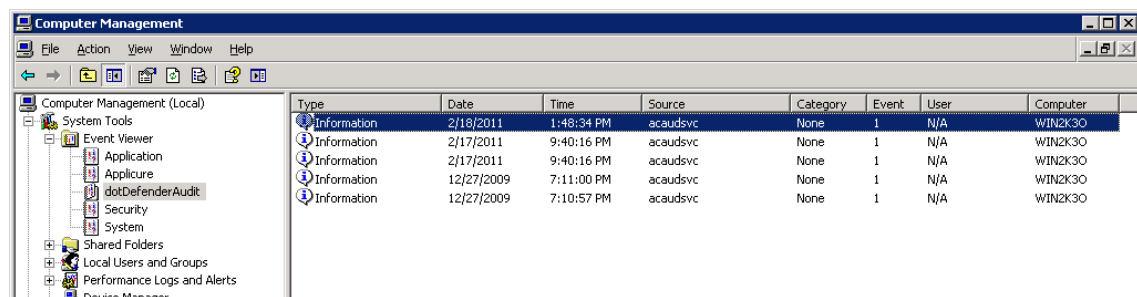 Computer Management
File Action View Window Help
Computer Management (Local)
System Tools
Event Viewer
Application
Applicure
dotDefenderAudit
Security
System
Shared Folders
Local Users and Groups
Performance Logs and Alerts
Device Manager
Type Date Time Source Category Event User Computer
Information 2/18/2011 1:48:34 PM acaudsvc None 1 N/A WIN2K3O
Information 2/17/2011 9:40:16 PM acaudsvc None 1 N/A WIN2K3O
Information 2/17/2011 9:40:16 PM acaudsvc None 1 N/A WIN2K3O
Information 12/27/2009 7:11:00 PM acaudsvc None 1 N/A WIN2K3O
Information 12/27/2009 7:10:57 PM acaudsvc None 1 N/A WIN2K3O